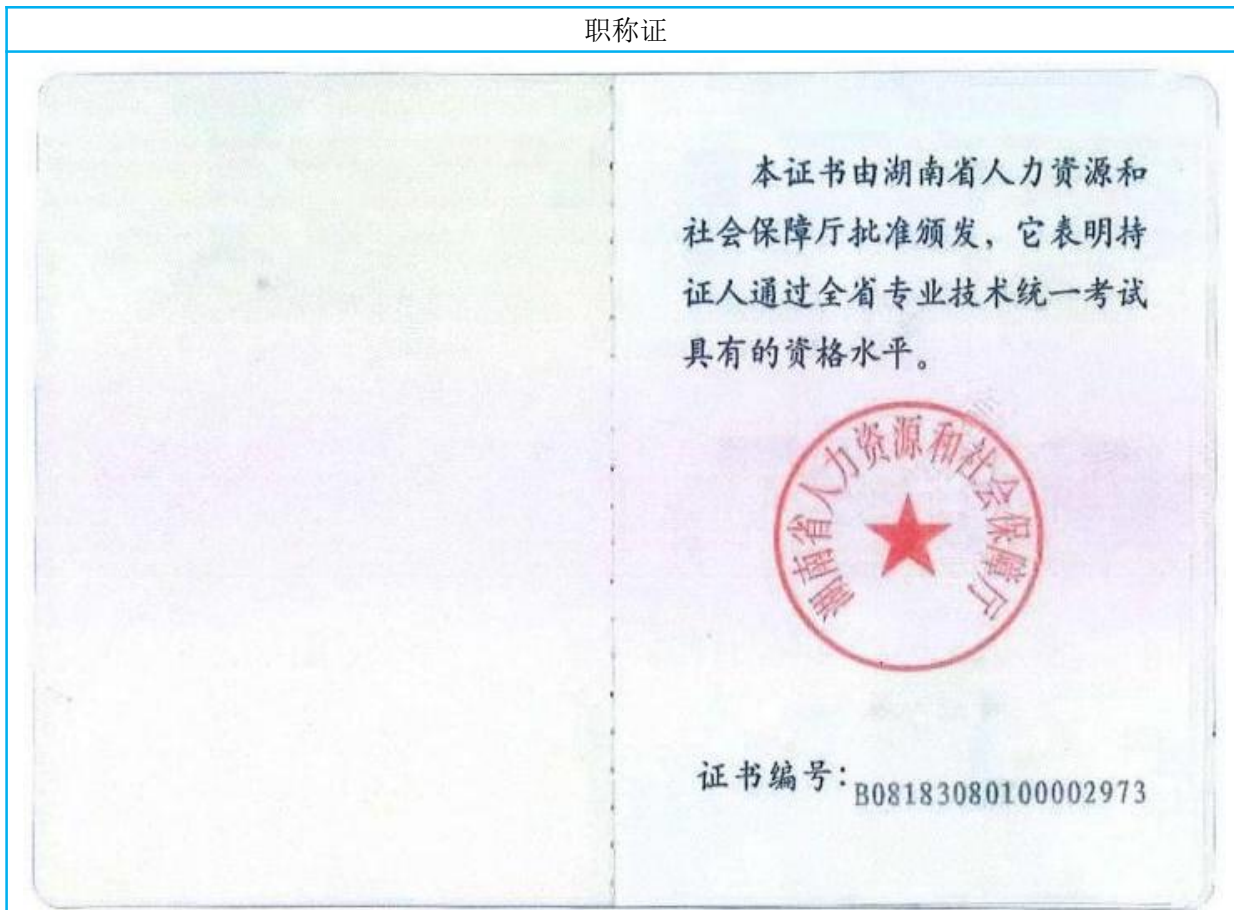 职称证
本证书由湖南省人力资源和
社会保障厅批准颁发，它表明持
证人通过全省专业技术统一考试
具有的资格水平。
湖南省人力资源和社会保障厅
证书编号：B08183080100002973